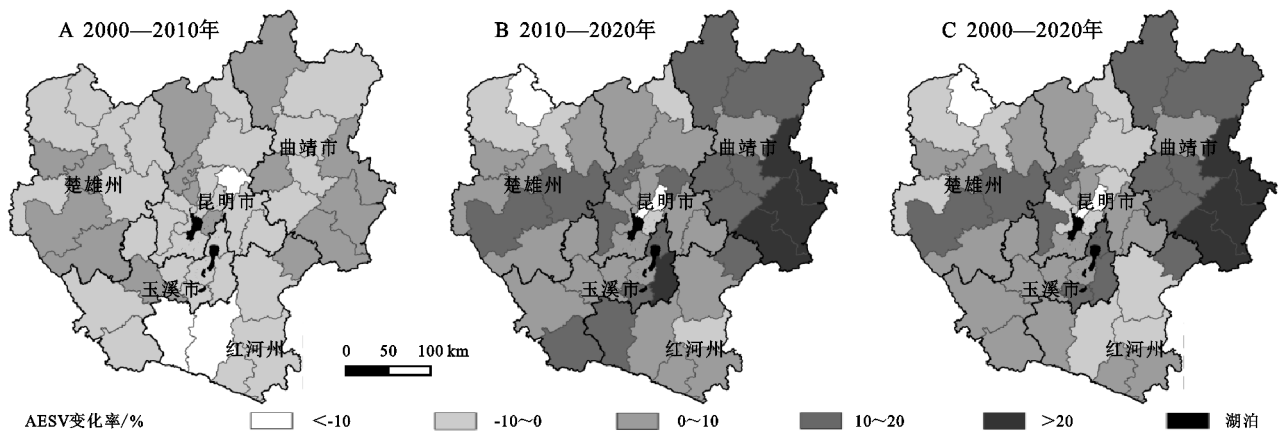 A 2000—2010年
B 2010—2020年
C 2000—2020年
曲靖市
楚雄州
昆明市
玉溪市
红河州
曲靖市
楚雄州
昆明市
玉溪市
红河州
曲靖市
楚雄州
昆明市
玉溪市
红河州
0 50 100 km
AESV变化率/% <-10 -10~0 0~10 10~20 >20 湖泊